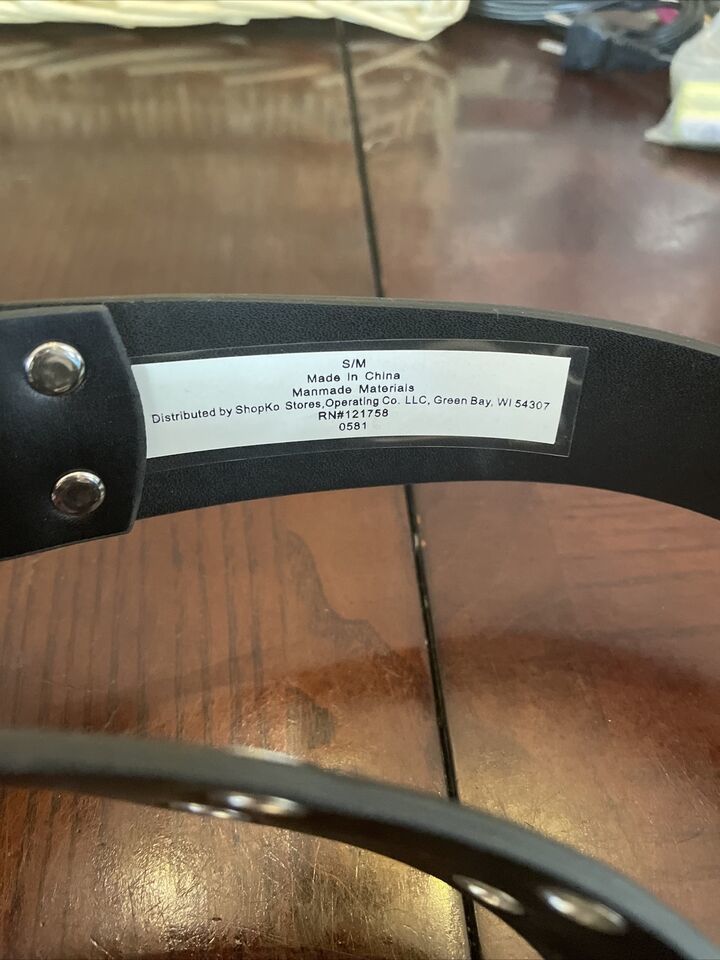 S/M
Made In China
Manmade Materials
Distributed by ShopKo Stores,Operating Co. LLC, Green Bay, WI 54307
RN#121758
0581